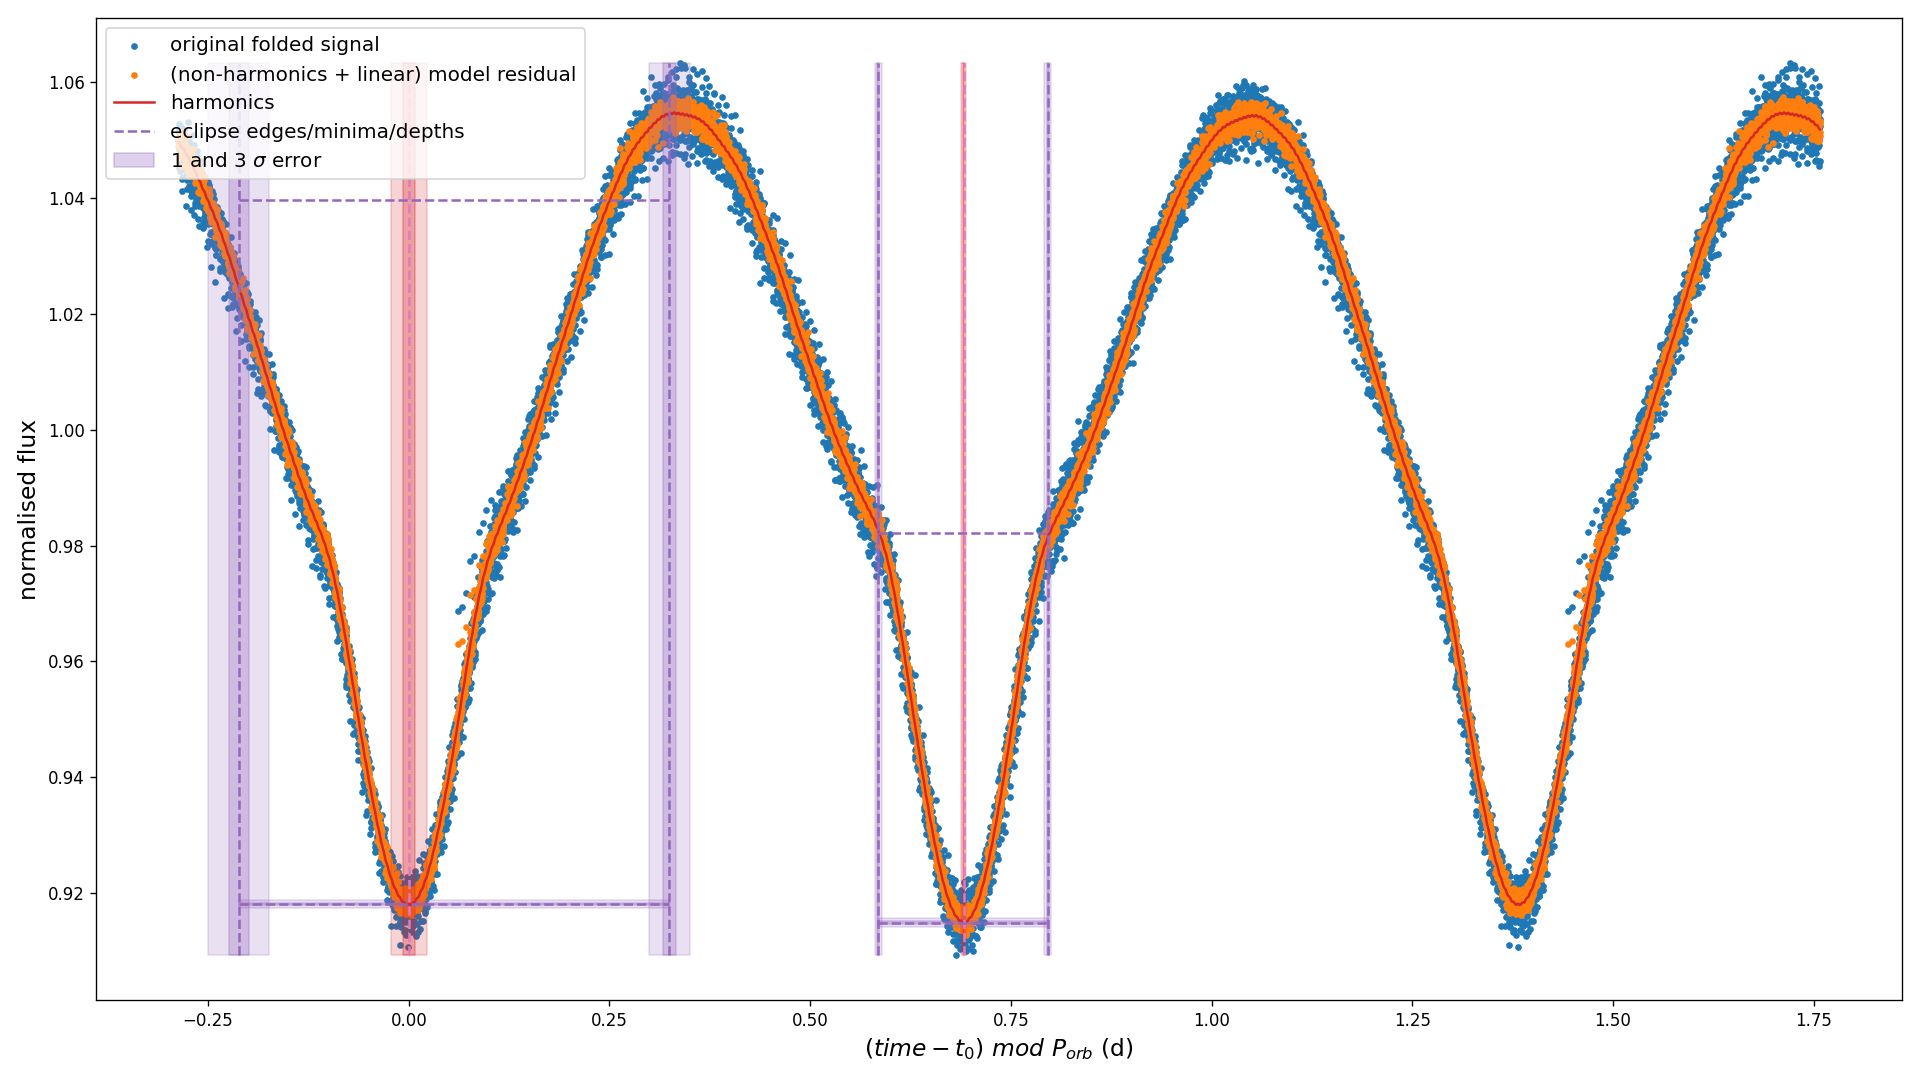 original folded signal
(non-harmonics + linear) model residual
harmonics
eclipse edges/minima/depths
1 and 3 σ error
normalised flux
1.06
1.04
1.02
1.00
0.98
0.96
0.94
0.92
−0.25
0.00
0.25
0.50
0.75
1.00
1.25
1.50
1.75
(time − t₀) mod P_orb (d)